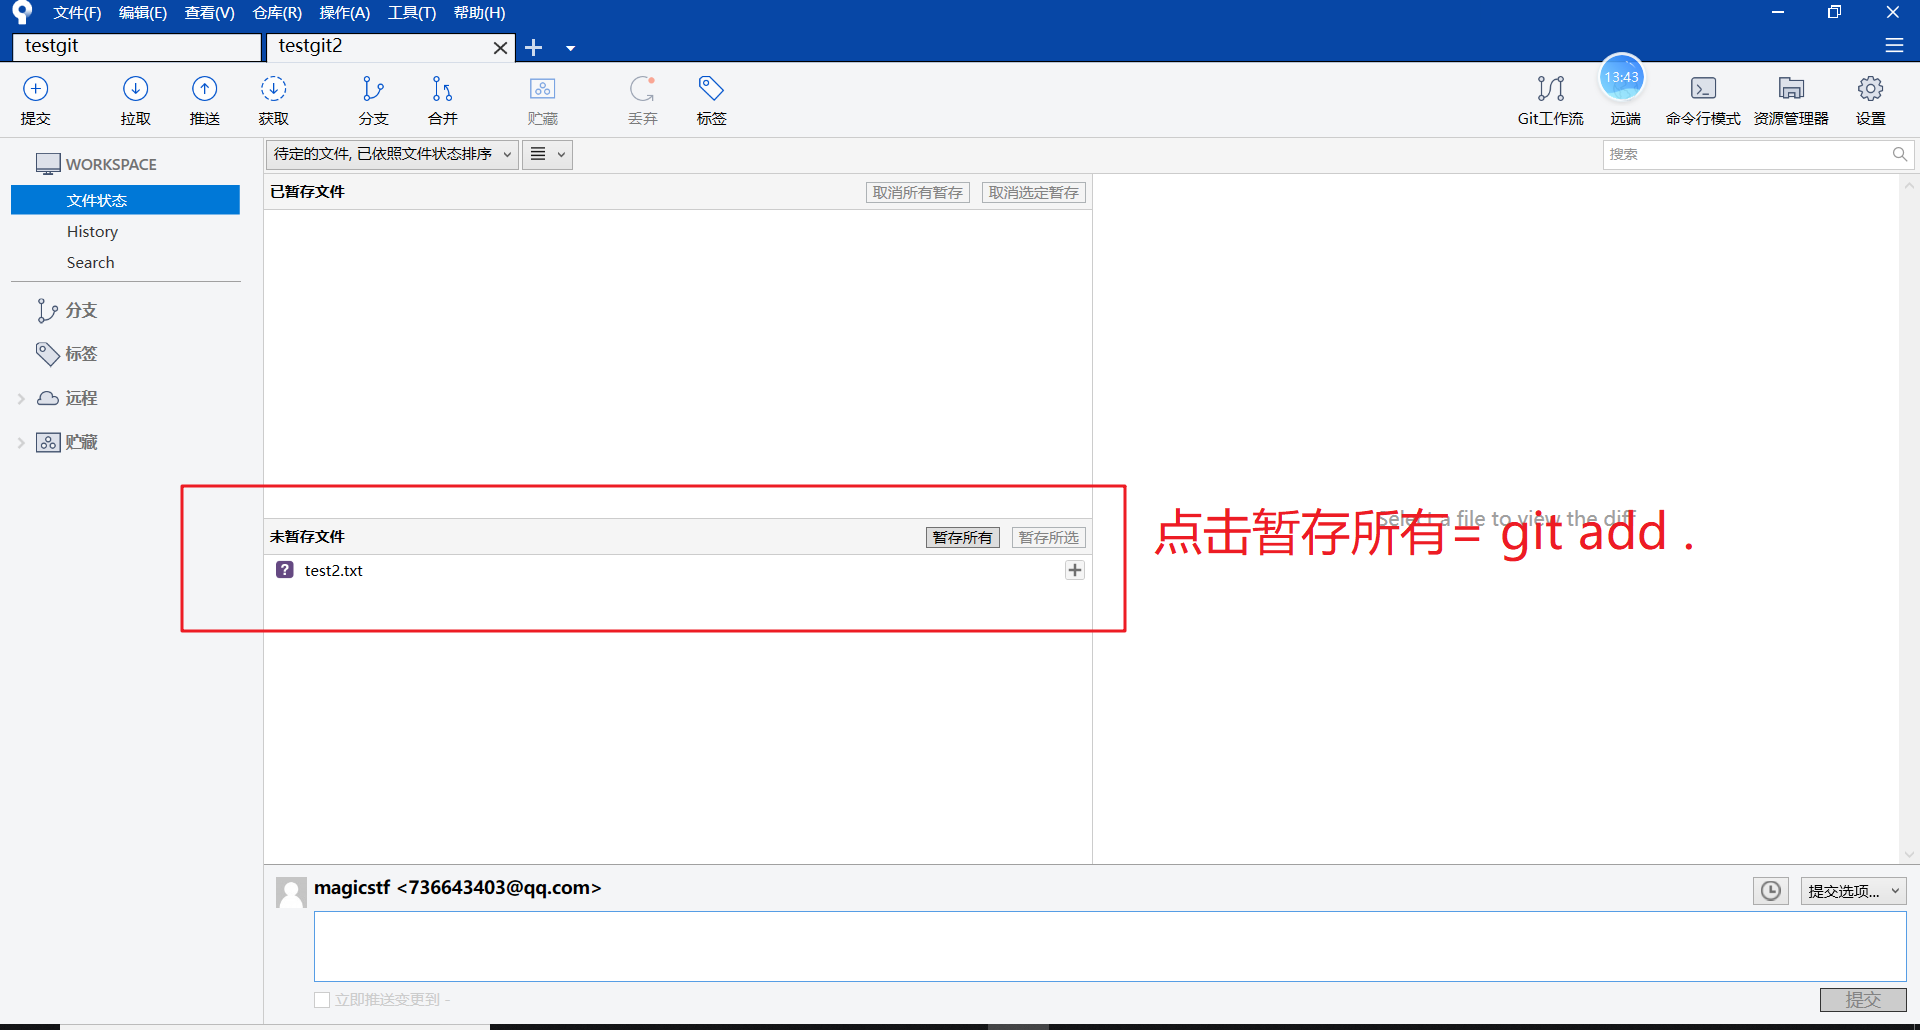 文件(F) 编辑(E) 查看(V) 仓库(R) 操作(A) 工具(T) 帮助(H)
testgit testgit2
提交 拉取 推送 获取 分支 合并 贮藏 丢弃 标签 Git工作流 13:43 远端 命令行模式 资源管理器 设置
WORKSPACE 待定的文件, 已依照文件状态排序 搜索
文件状态 已暂存文件 取消所有暂存 取消选定暂存
History
Search
分支
标签
远程
贮藏
未暂存文件 暂存所有 暂存所选
? test2.txt
Select a file to view the diff
点击暂存所有= git add .
magicstf <736643403@qq.com> 提交选项...
立即推送变更到 -
提交